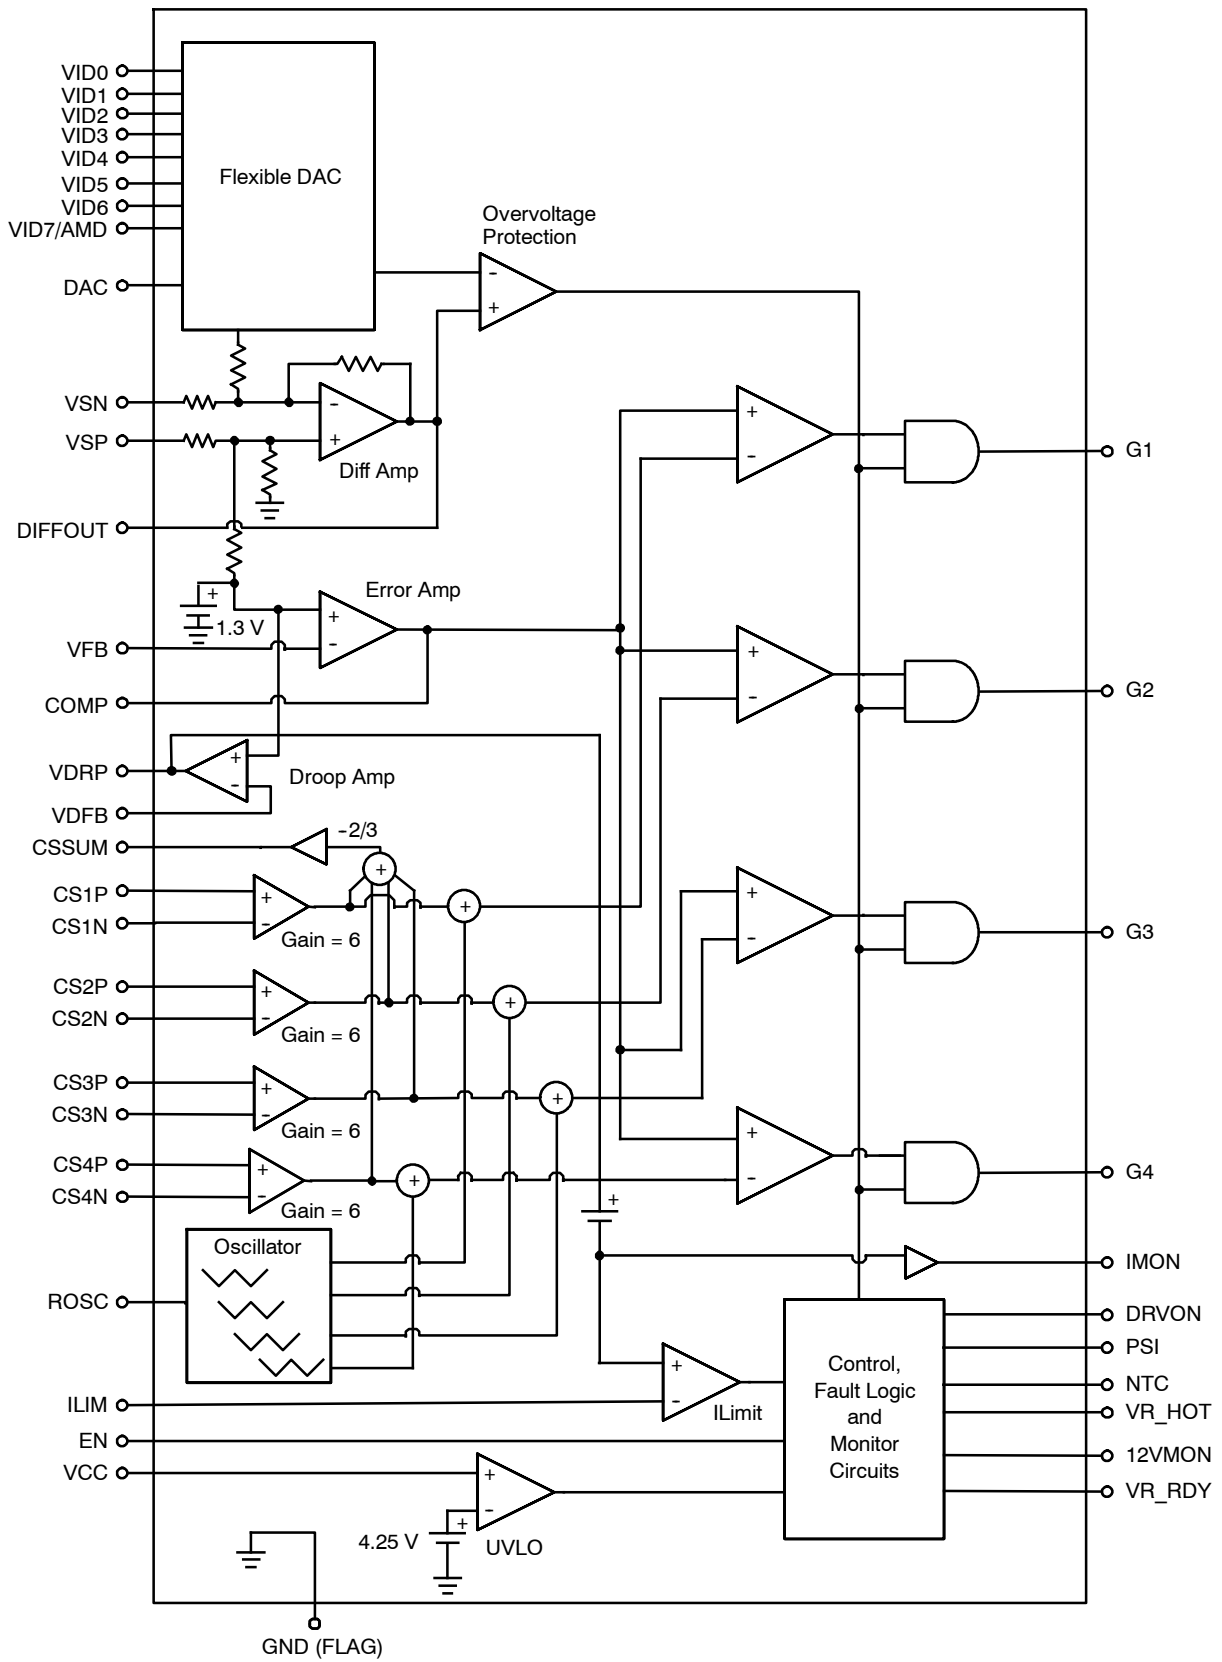 VID0
VID1
VID2
VID3
VID4
VID5
VID6
VID7/AMD
DAC
Flexible DAC
Overvoltage
Protection
-
+
VSN
VSP
-
+
Diff Amp
DIFFOUT
Error Amp
+
1.3 V
+
-
VFB
COMP
VDRP
+
-
Droop Amp
VDFB
CSSUM
-2/3
+
CS1P
CS1N
+
-
Gain = 6
+
CS2P
CS2N
+
-
Gain = 6
+
CS3P
CS3N
+
-
Gain = 6
+
CS4P
CS4N
+
-
Gain = 6
+
+
-
G1
+
-
G2
+
-
G3
+
-
G4
+
Oscillator
ROSC
IMON
ILIM
+
-
ILimit
EN
VCC
+
-
UVLO
+
4.25 V
Control,
Fault Logic
and
Monitor
Circuits
DRVON
PSI
NTC
VR_HOT
12VMON
VR_RDY
GND (FLAG)